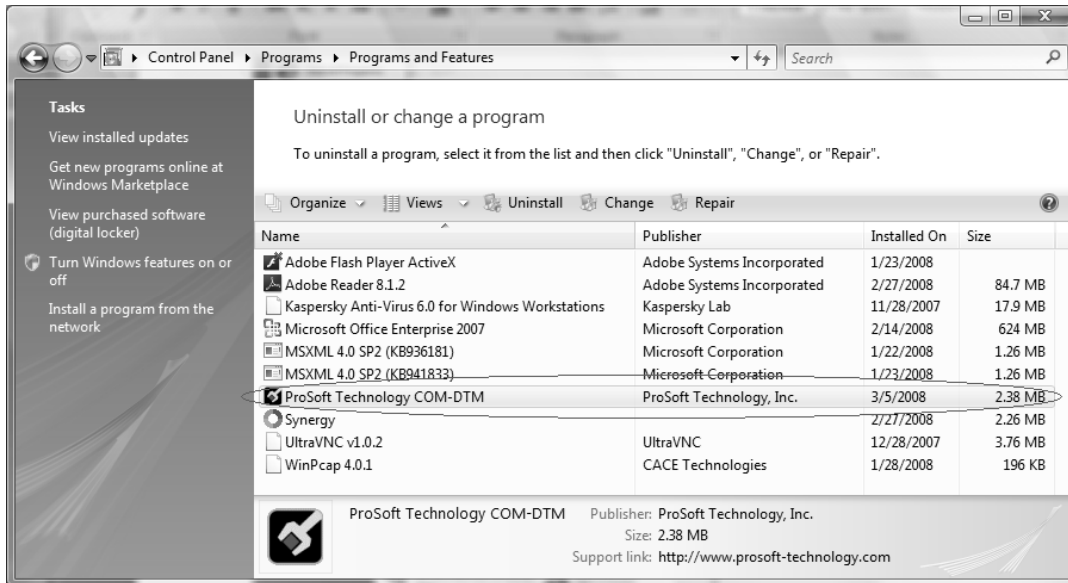 Control Panel ▸ Programs ▸ Programs and Features
Search
Tasks
View installed updates
Get new programs online at
Windows Marketplace
View purchased software
(digital locker)
Turn Windows features on or
off
Install a program from the
network
Uninstall or change a program
To uninstall a program, select it from the list and then click "Uninstall", "Change", or "Repair".
Organize Views Uninstall Change Repair
Name Publisher Installed On Size
Adobe Flash Player ActiveX Adobe Systems Incorporated 1/23/2008
Adobe Reader 8.1.2 Adobe Systems Incorporated 2/27/2008 84.7 MB
Kaspersky Anti-Virus 6.0 for Windows Workstations Kaspersky Lab 11/28/2007 17.9 MB
Microsoft Office Enterprise 2007 Microsoft Corporation 2/14/2008 624 MB
MSXML 4.0 SP2 (KB936181) Microsoft Corporation 1/22/2008 1.26 MB
MSXML 4.0 SP2 (KB941833) Microsoft Corporation 1/23/2008 1.26 MB
ProSoft Technology COM-DTM ProSoft Technology, Inc. 3/5/2008 2.38 MB
Synergy 2/27/2008 2.26 MB
UltraVNC v1.0.2 UltraVNC 12/28/2007 3.76 MB
WinPcap 4.0.1 CACE Technologies 1/28/2008 196 KB
ProSoft Technology COM-DTM Publisher: ProSoft Technology, Inc.
Size: 2.38 MB
Support link: http://www.prosoft-technology.com